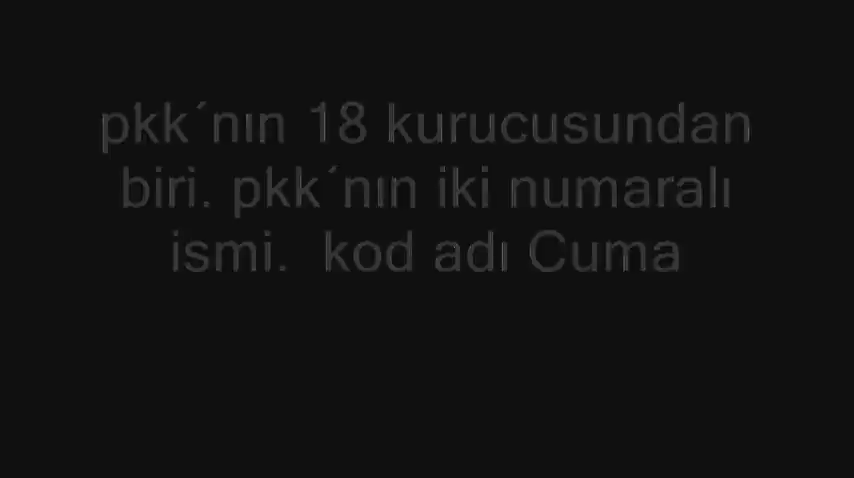 pkk´nın 18 kurucusundan
biri. pkk´nın iki numaralı
ismi.  kod adı Cuma